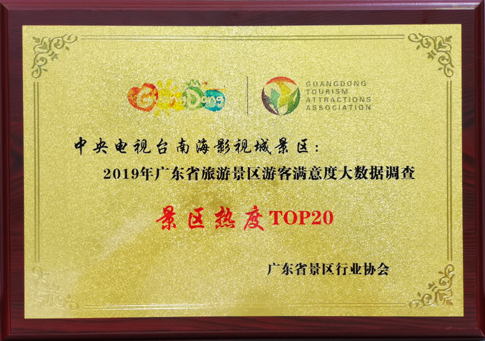 GuangDong
GUANGDONG
TOURISM
ATTRACTIONS
ASSOCIATION
中央电视台南海影视城景区：
2019年广东省旅游景区游客满意度大数据调查
景区热度TOP20
广东省景区行业协会